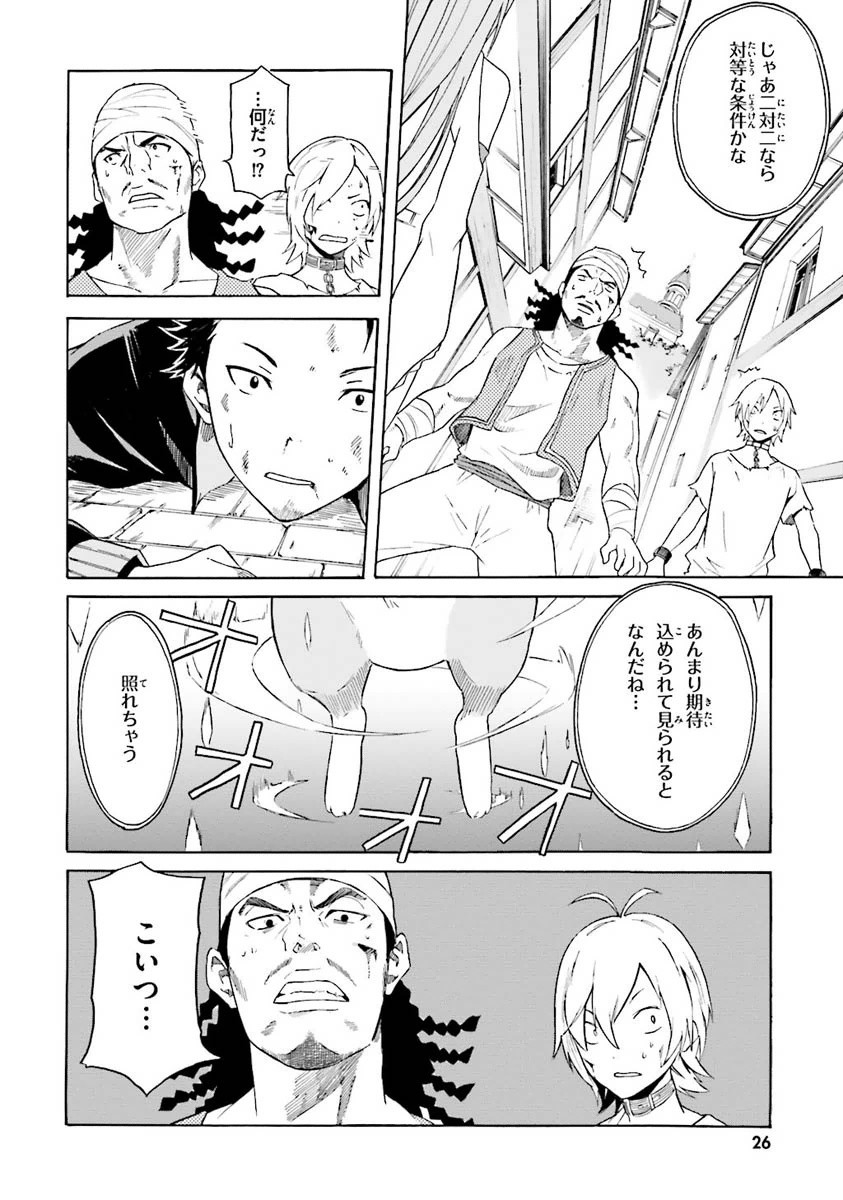 じゃあ二対二なら
対等な条件かな
…何だっ!?
あんまり期待
込められて見られると
なんだね…
オオオオ
照れちゃう
こいつ…
26